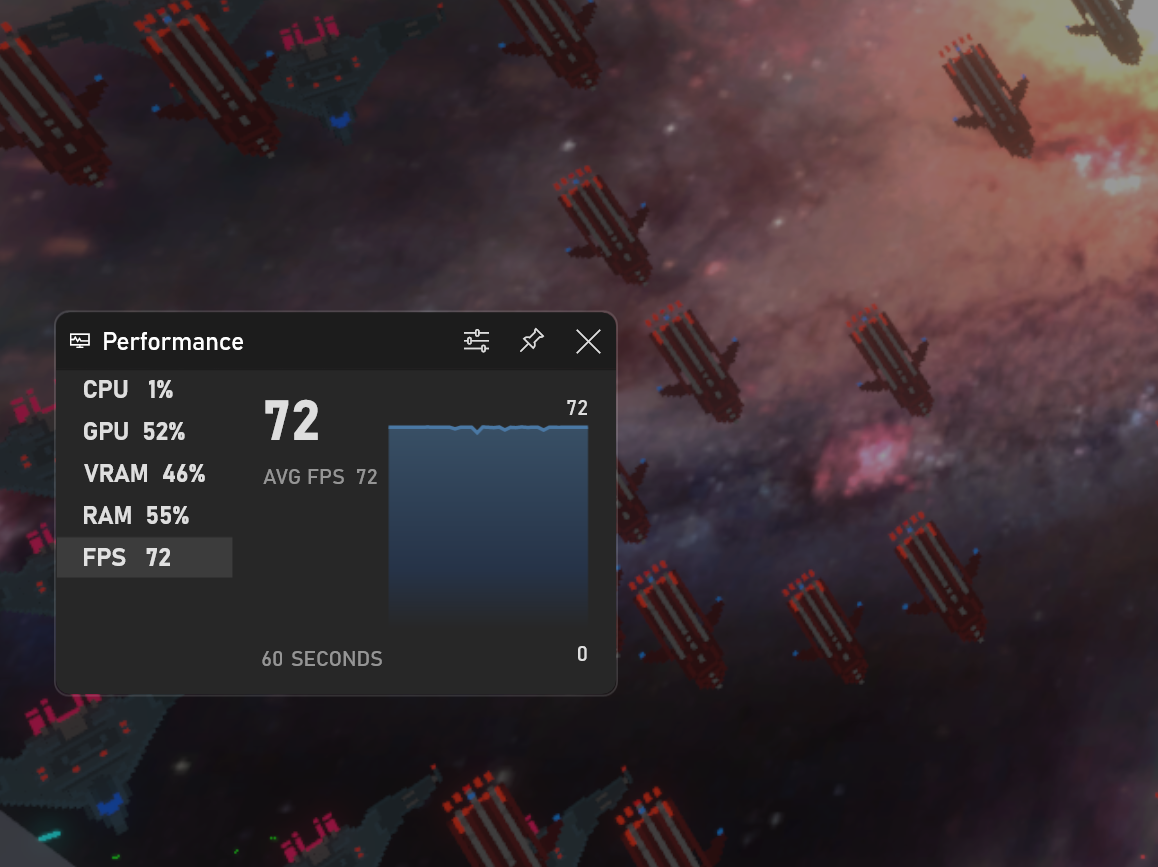 Performance
CPU 1%
GPU 52%
VRAM 46%
RAM 55%
FPS 72
72
AVG FPS 72
72
60 SECONDS
0